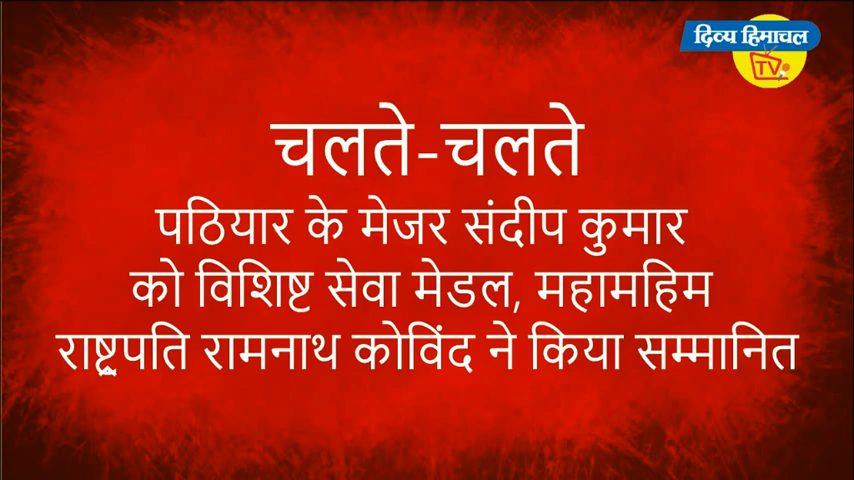 दिव्य हिमाचल
TV
चलते-चलते
पठियार के मेजर संदीप कुमार
को विशिष्ट सेवा मेडल, महामहिम
राष्ट्रपति रामनाथ कोविंद ने किया सम्मानित